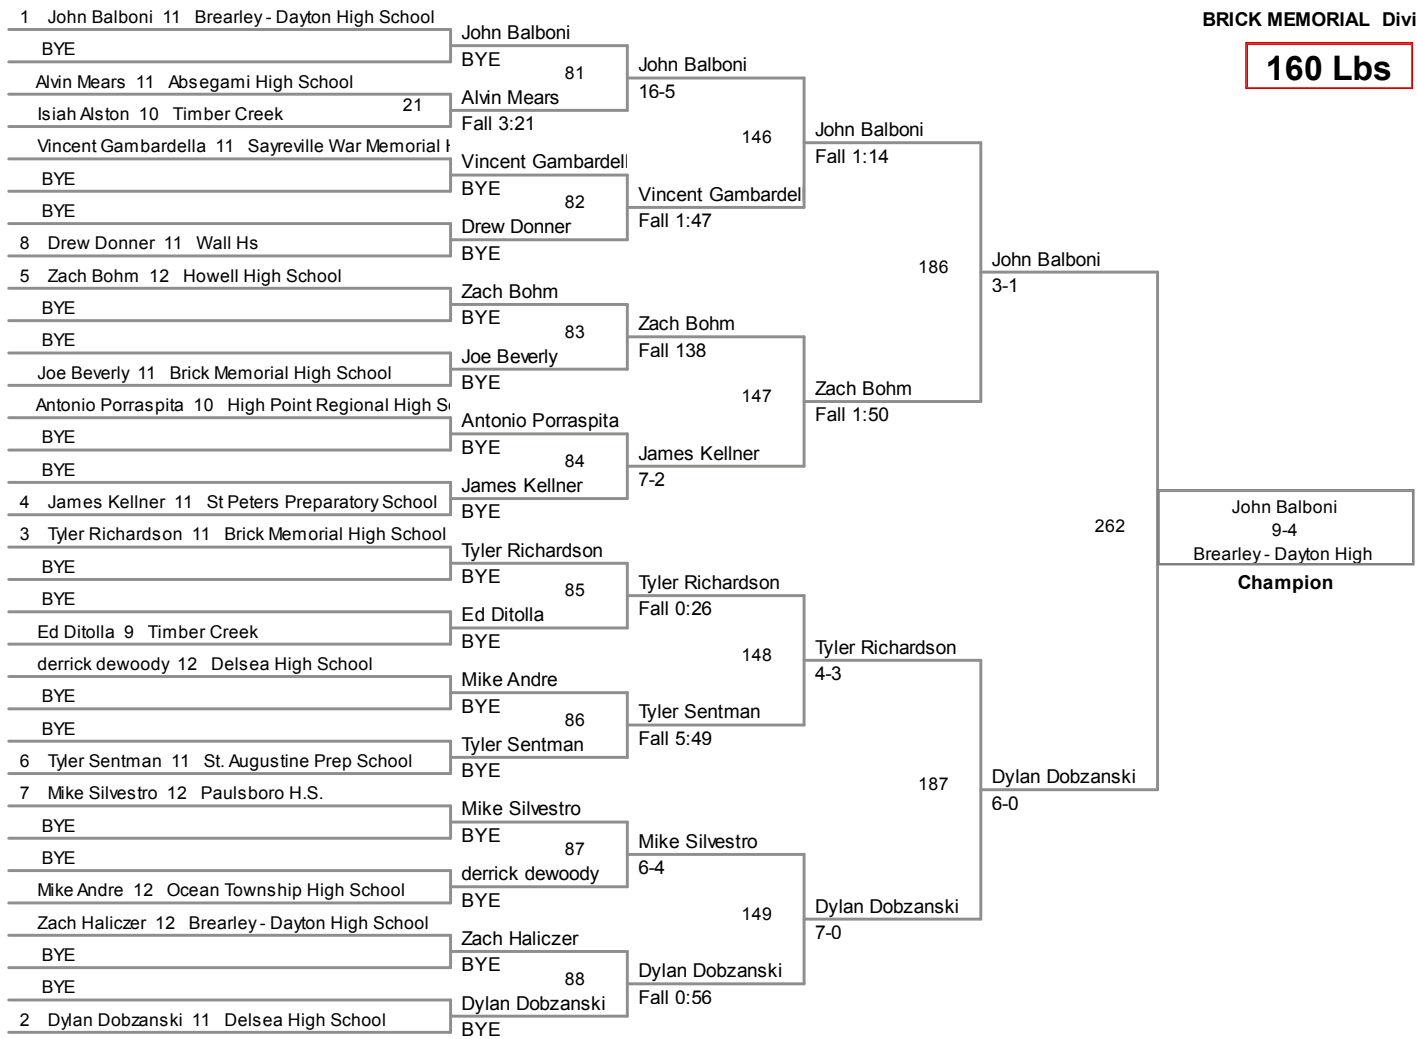 BRICK MEMORIAL Divi
160 Lbs
1 John Balboni 11 Brearley - Dayton High School
BYE
Alvin Mears 11 Absegami High School
Isiah Alston 10 Timber Creek
21
Vincent Gambardella 11 Sayreville War Memorial H
BYE
BYE
8 Drew Donner 11 Wall Hs
5 Zach Bohm 12 Howell High School
BYE
BYE
Joe Beverly 11 Brick Memorial High School
Antonio Porraspita 10 High Point Regional High S
BYE
BYE
4 James Kellner 11 St Peters Preparatory School
3 Tyler Richardson 11 Brick Memorial High School
BYE
BYE
Ed Ditolla 9 Timber Creek
derrick dewoody 12 Delsea High School
BYE
BYE
6 Tyler Sentman 11 St. Augustine Prep School
7 Mike Silvestro 12 Paulsboro H.S.
BYE
BYE
Mike Andre 12 Ocean Township High School
Zach Haliczer 12 Brearley - Dayton High School
BYE
BYE
2 Dylan Dobzanski 11 Delsea High School
John Balboni
BYE
81
Alvin Mears
Fall 3:21
Vincent Gambardell
BYE
82
Drew Donner
BYE
Zach Bohm
BYE
83
Joe Beverly
BYE
Antonio Porraspita
BYE
84
James Kellner
BYE
Tyler Richardson
BYE
85
Ed Ditolla
BYE
Mike Andre
BYE
86
Tyler Sentman
BYE
Mike Silvestro
BYE
87
derrick dewoody
BYE
Zach Haliczer
BYE
88
Dylan Dobzanski
BYE
John Balboni
16-5
146
Vincent Gambardel
Fall 1:47
Zach Bohm
Fall 138
147
James Kellner
7-2
Tyler Richardson
Fall 0:26
148
Tyler Sentman
Fall 5:49
Mike Silvestro
6-4
149
Dylan Dobzanski
Fall 0:56
John Balboni
Fall 1:14
186
Zach Bohm
Fall 1:50
Tyler Richardson
4-3
187
Dylan Dobzanski
7-0
John Balboni
3-1
262
Dylan Dobzanski
6-0
John Balboni
9-4
Brearley - Dayton High
Champion